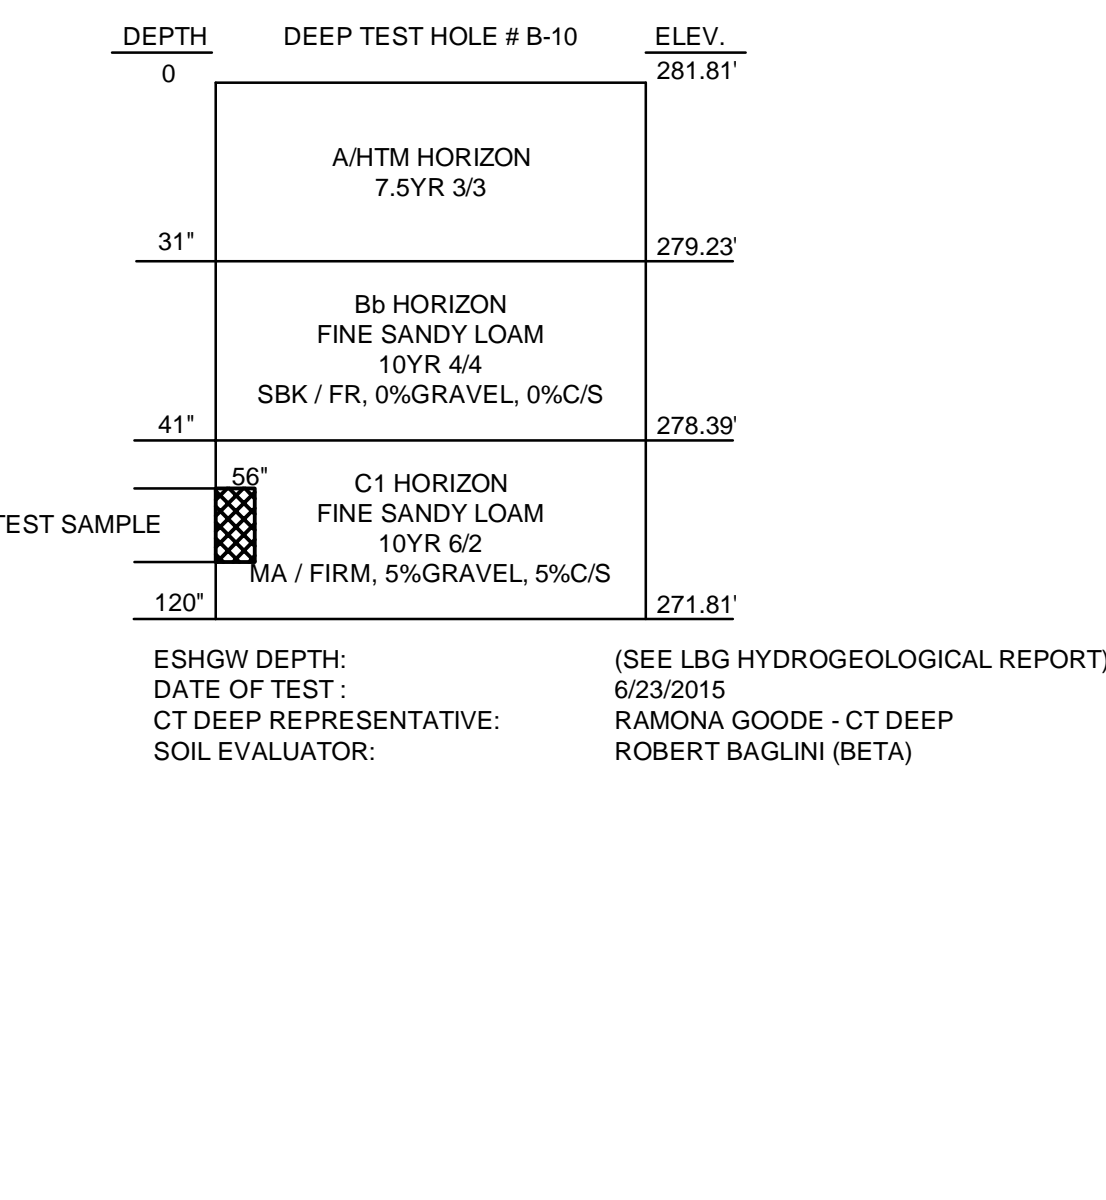 DEPTH DEEP TEST HOLE # B-10 ELEV.
0 281.81'
A/HTM HORIZON
7.5YR 3/3
31" 279.23'
Bb HORIZON
FINE SANDY LOAM
10YR 4/4
SBK / FR, 0%GRAVEL, 0%C/S
41" 278.39'
56"
C1 HORIZON
TEST SAMPLE
FINE SANDY LOAM
10YR 6/2
MA / FIRM, 5%GRAVEL, 5%C/S
120" 271.81'
ESHGW DEPTH: (SEE LBG HYDROGEOLOGICAL REPORT)
DATE OF TEST : 6/23/2015
CT DEEP REPRESENTATIVE: RAMONA GOODE - CT DEEP
SOIL EVALUATOR: ROBERT BAGLINI (BETA)